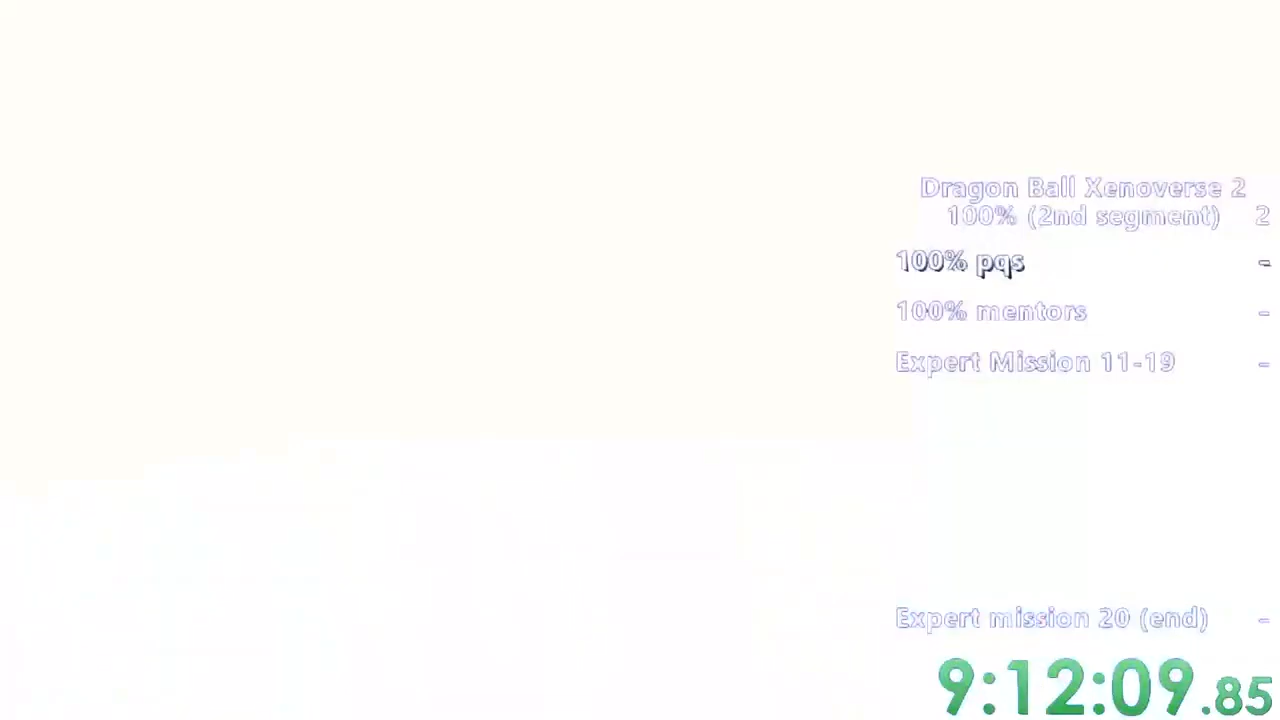 Dragon Ball Xenoverse 2
100% (2nd segment) 2
100% pqs -
100% mentors -
Expert Mission 11-19 -
Expert mission 20 (end) -
9:12:09.85